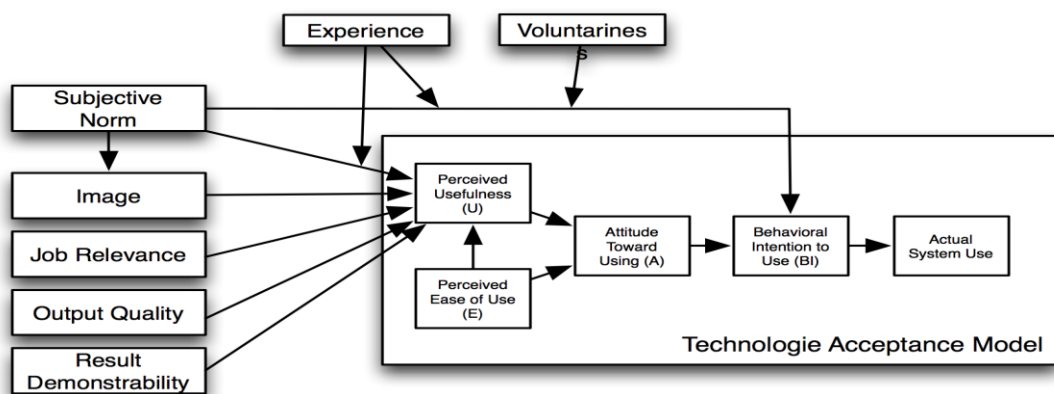 Experience
Voluntarines
s
Subjective
Norm
Image
Job Relevance
Output Quality
Result
Demonstrability
Perceived
Usefulness
(U)
Perceived
Ease of Use
(E)
Attitude
Toward
Using (A)
Behavioral
Intention to
Use (BI)
Actual
System Use
Technologie Acceptance Model